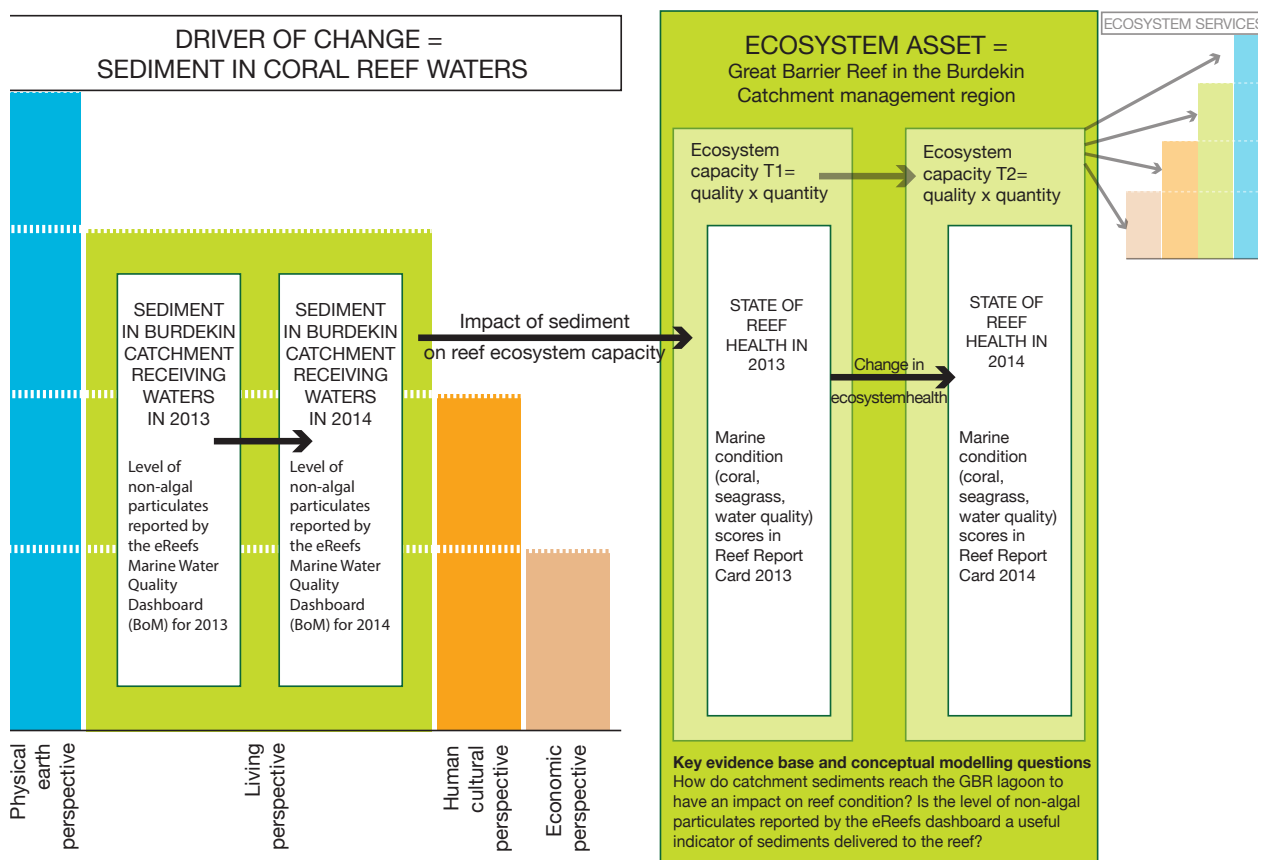 DRIVER OF CHANGE =
SEDIMENT IN CORAL REEF WATERS
SEDIMENT
IN BURDEKIN
CATCHMENT
RECEIVING
WATERS
IN 2013
Level of
non-algal
particulates
reported by
the eReefs
Marine Water
Quality
Dashboard
(BoM) for 2013
SEDIMENT
IN BURDEKIN
CATCHMENT
RECEIVING
WATERS
IN 2014
Level of
non-algal
particulates
reported by
the eReefs
Marine Water
Quality
Dashboard
(BoM) for 2014
Impact of sediment
on reef ecosystem capacity
Physical
earth
perspective
Living
perspective
Human
cultural
perspective
Economic
perspective
ECOSYSTEM ASSET =
Great Barrier Reef in the Burdekin
Catchment management region
Ecosystem
capacity T1=
quality x quantity
Ecosystem
capacity T2=
quality x quantity
STATE OF
REEF
HEALTH IN
2013
Marine
condition
(coral,
seagrass,
water quality)
scores in
Reef Report
Card 2013
Change in
ecosystemhealth
STATE OF
REEF
HEALTH IN
2014
Marine
condition
(coral,
seagrass,
water quality)
scores in
Reef Report
Card 2014
Key evidence base and conceptual modelling questions
How do catchment sediments reach the GBR lagoon to
have an impact on reef condition? Is the level of non-algal
particulates reported by the eReefs dashboard a useful
indicator of sediments delivered to the reef?
ECOSYSTEM SERVICES